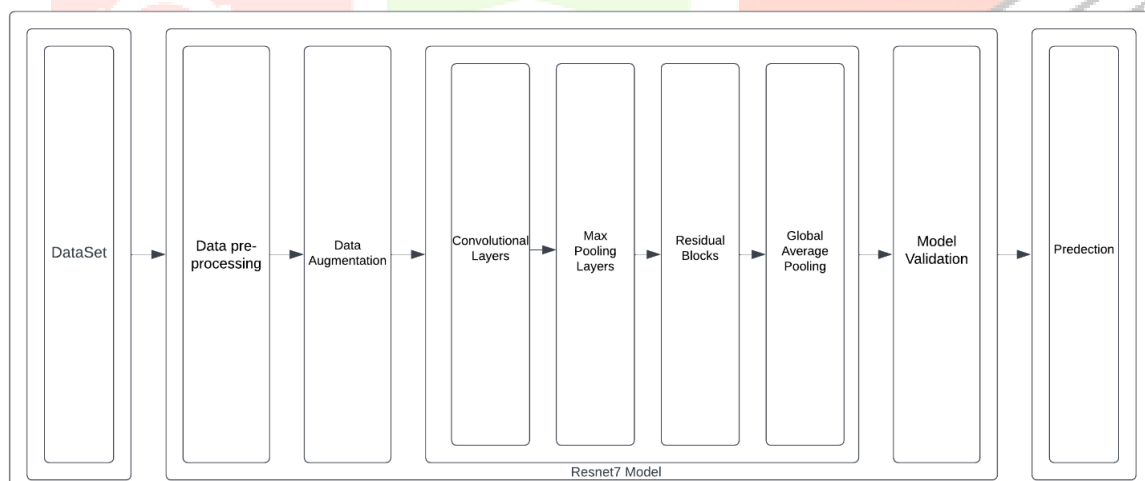 DataSet
Data pre-
processing
Data
Augmentation
Convolutional
Layers
Max
Pooling
Layers
Residual
Blocks
Global
Average
Pooling
Model
Validation
Predection
Resnet7 Model